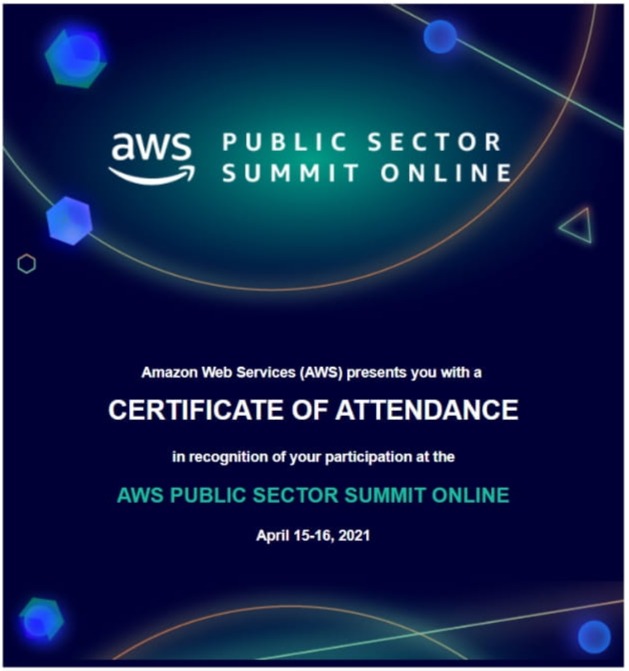 aws PUBLIC SECTOR
SUMMIT ONLINE
Amazon Web Services (AWS) presents you with a
CERTIFICATE OF ATTENDANCE
in recognition of your participation at the
AWS PUBLIC SECTOR SUMMIT ONLINE
April 15-16, 2021